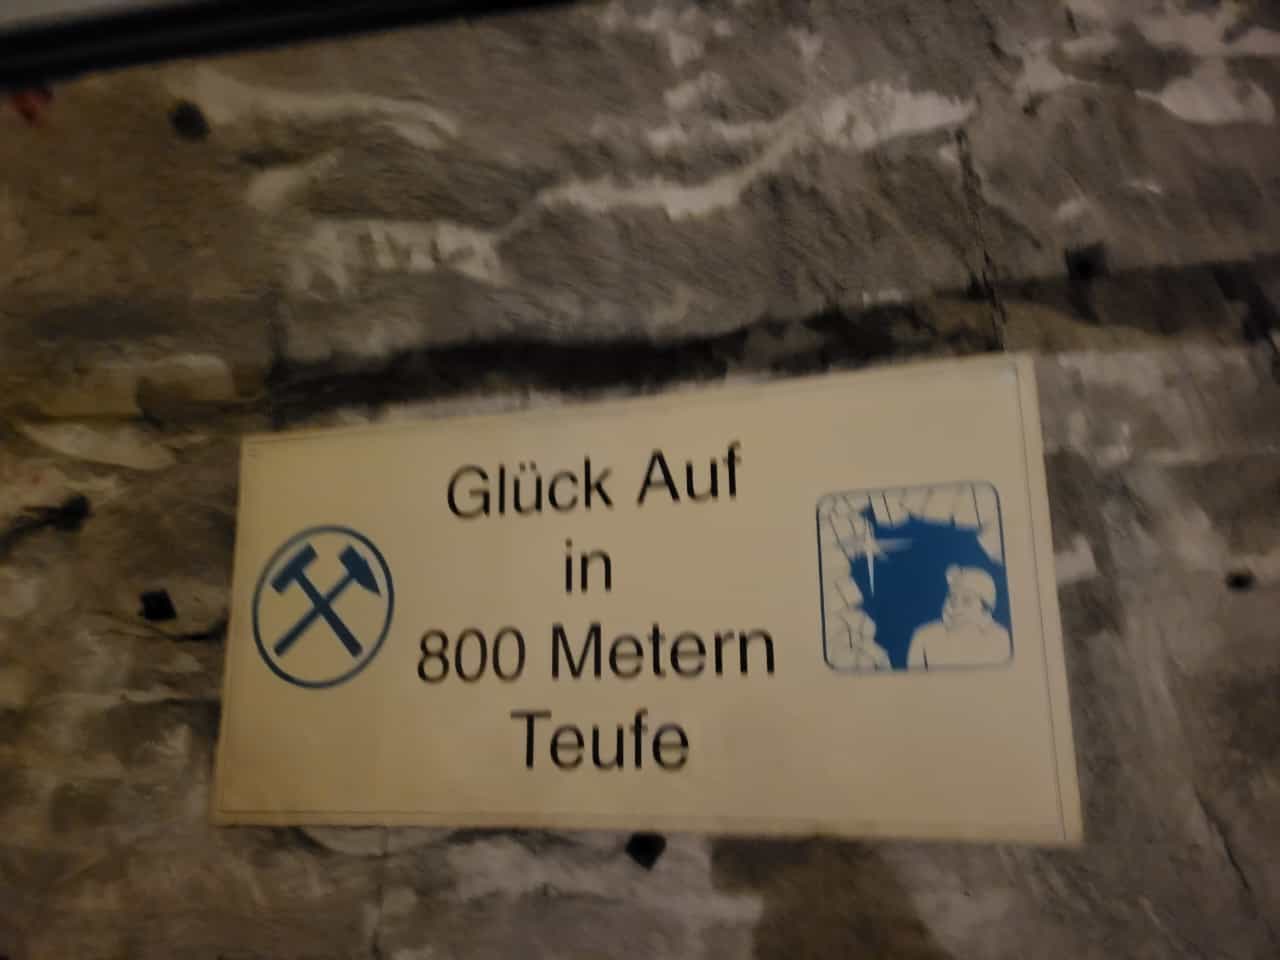 Glück Auf
in
800 Metern
Teufe